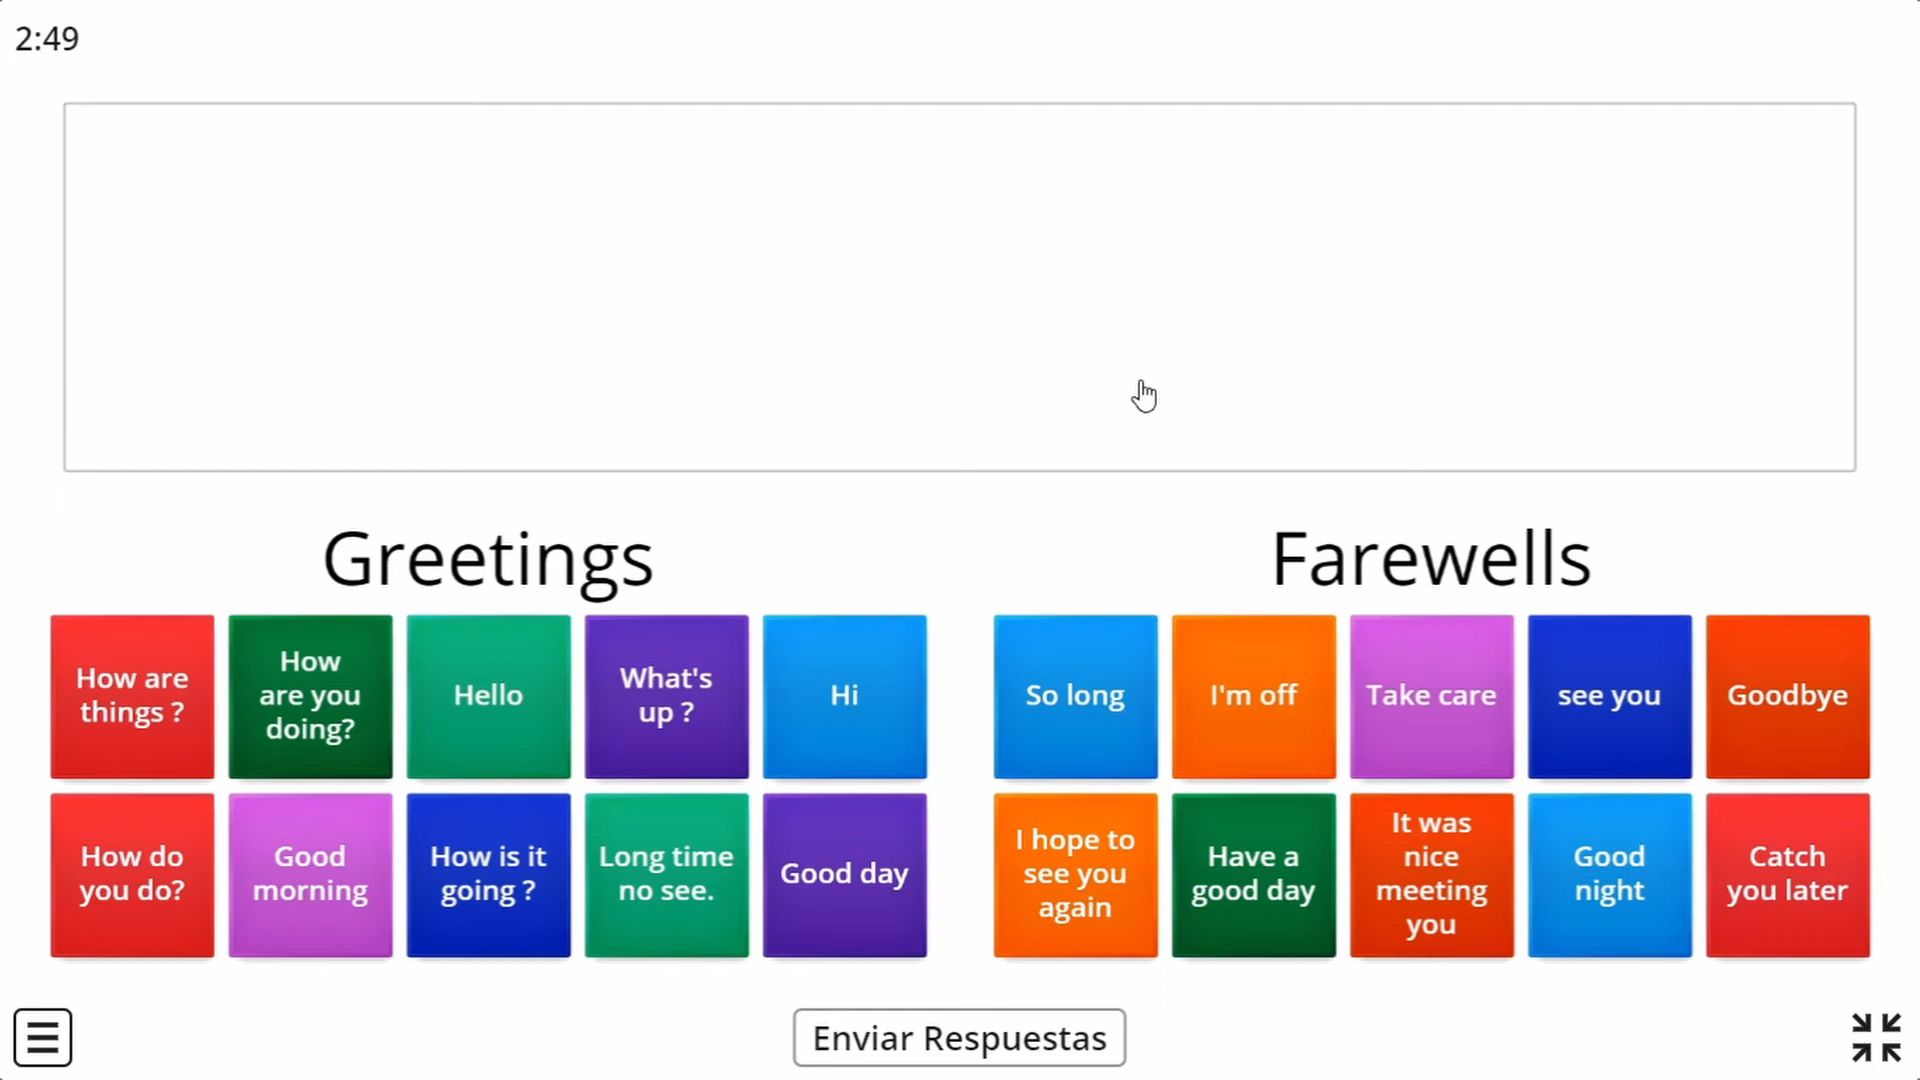 2:49
Greetings
How are
things ?
How
are you
doing?
Hello
What's
up ?
Hi
How do
you do?
Good
morning
How is it
going ?
Long time
no see.
Good day
Farewells
So long
I'm off
Take care
see you
Goodbye
I hope to
see you
again
Have a
good day
It was
nice
meeting
you
Good
night
Catch
you later
Enviar Respuestas